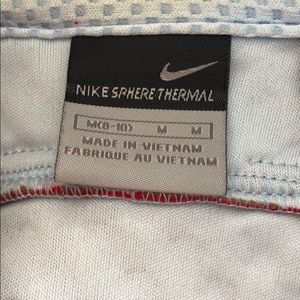 NIKE SPHERE THERMAL
M(8-10) M M
MADE IN VIETNAM
FABRIQUE AU VIETNAM